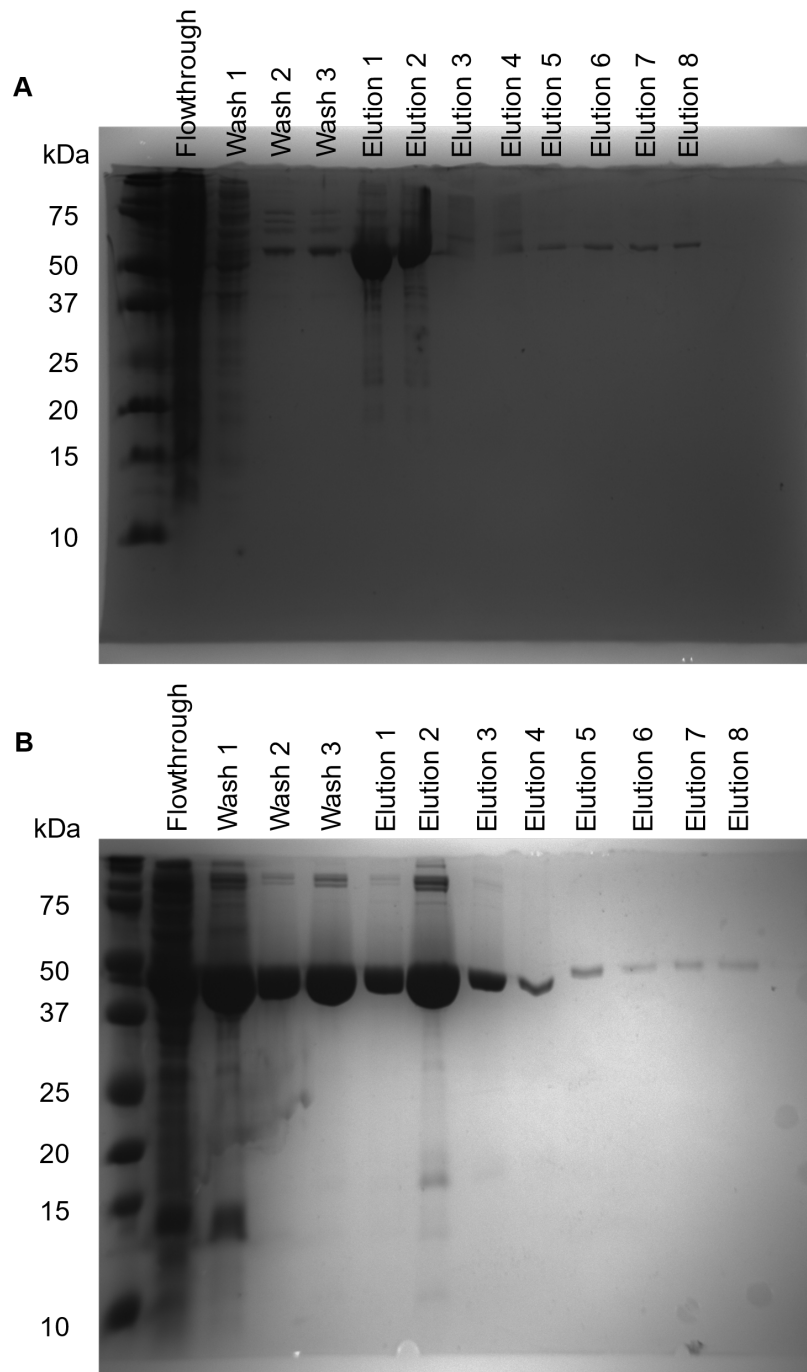 A
Flowthrough
Wash 1
Wash 2
Wash 3
Elution 1
Elution 2
Elution 3
Elution 4
Elution 5
Elution 6
Elution 7
Elution 8
kDa
75
50
37
25
20
15
10
B
Flowthrough
Wash 1
Wash 2
Wash 3
Elution 1
Elution 2
Elution 3
Elution 4
Elution 5
Elution 6
Elution 7
Elution 8
kDa
75
50
37
25
20
15
10